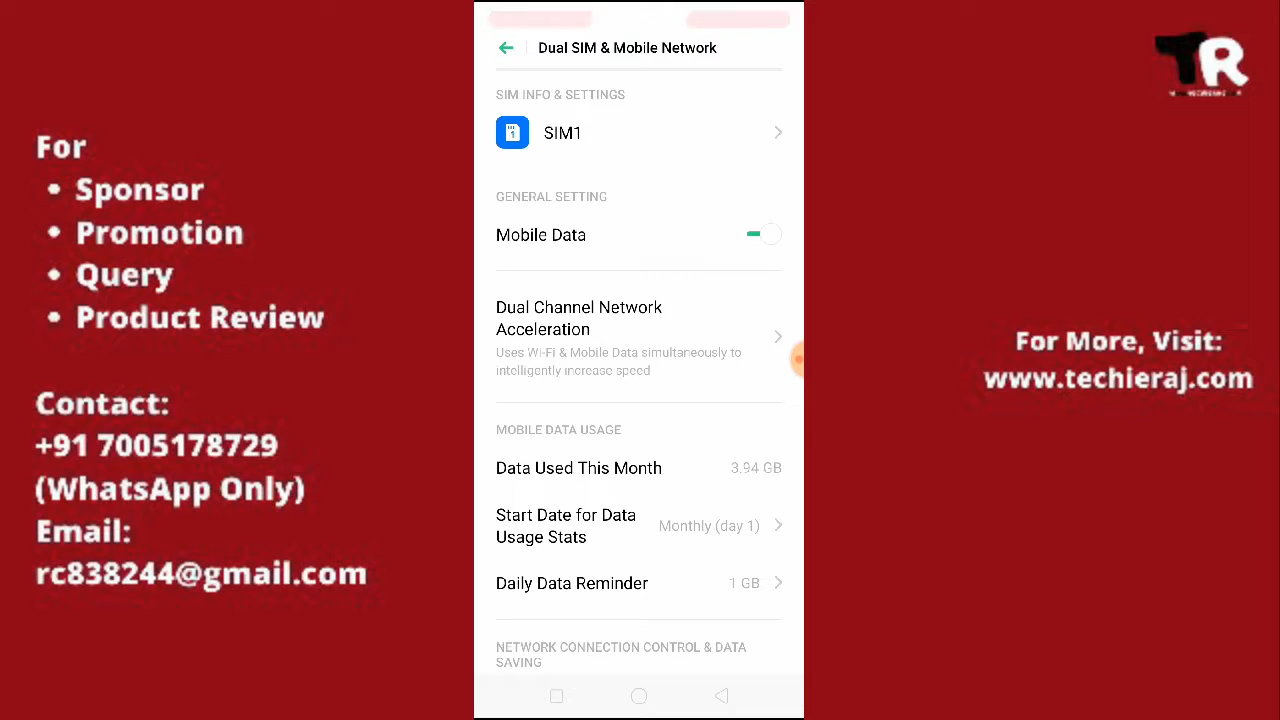 For
Sponsor
Promotion
Query
Product Review
Contact:
+91 7005178729
(WhatsApp Only)
Email:
rc838244@gmail.com
Dual SIM & Mobile Network
SIM INFO & SETTINGS
1
SIM1
GENERAL SETTING
Mobile Data
Dual Channel Network
Acceleration
Uses Wi-Fi & Mobile Data simultaneously to
intelligently increase speed
MOBILE DATA USAGE
Data Used This Month
3.94 GB
Start Date for Data
Usage Stats
Monthly (day 1)
Daily Data Reminder
1 GB
NETWORK CONNECTION CONTROL & DATA
SAVING
TR
For More, Visit:
www.techieraj.com